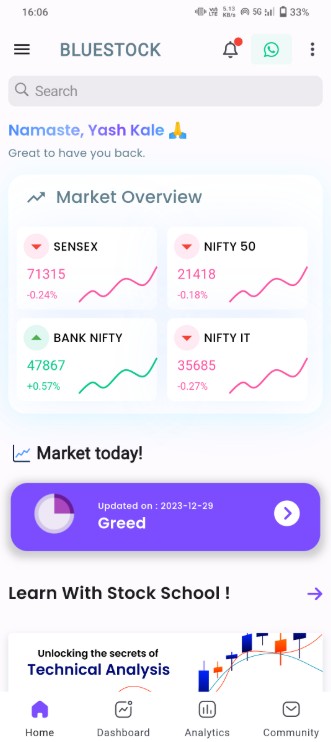 16:06
Vo LTE 5.13 KB/s 5G 33%
BLUESTOCK
Search
Namaste, Yash Kale 🙏
Great to have you back.
Market Overview
SENSEX
71315
-0.24%
NIFTY 50
21418
-0.18%
BANK NIFTY
47867
+0.57%
NIFTY IT
35685
-0.27%
Market today!
Updated on : 2023-12-29
Greed
Learn With Stock School !
Unlocking the secrets of
Technical Analysis
Home Dashboard Analytics Community